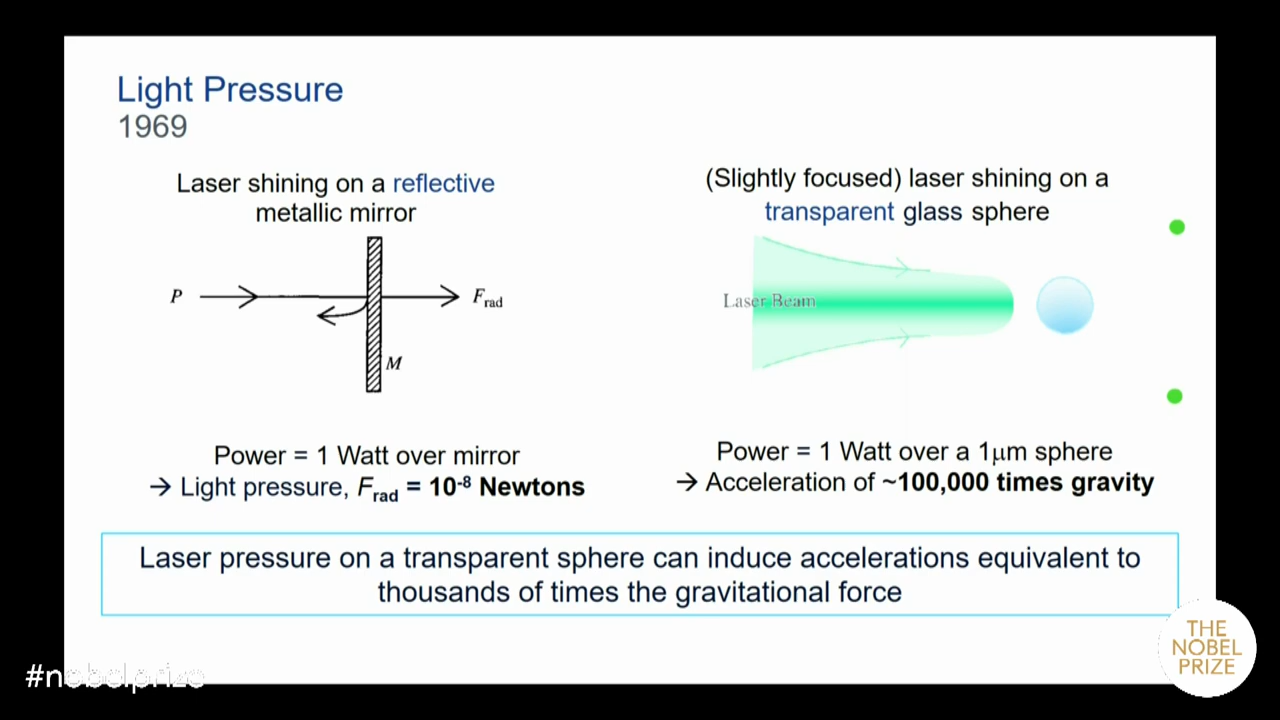 Light Pressure
1969
Laser shining on a reflective
metallic mirror
P
F_rad
M
Power = 1 Watt over mirror
→ Light pressure, F_rad = 10⁻⁸ Newtons
(Slightly focused) laser shining on a
transparent glass sphere
Laser Beam
Power = 1 Watt over a 1μm sphere
→ Acceleration of ~100,000 times gravity
Laser pressure on a transparent sphere can induce accelerations equivalent to
thousands of times the gravitational force
#nobelprize
THE
NOBEL
PRIZE